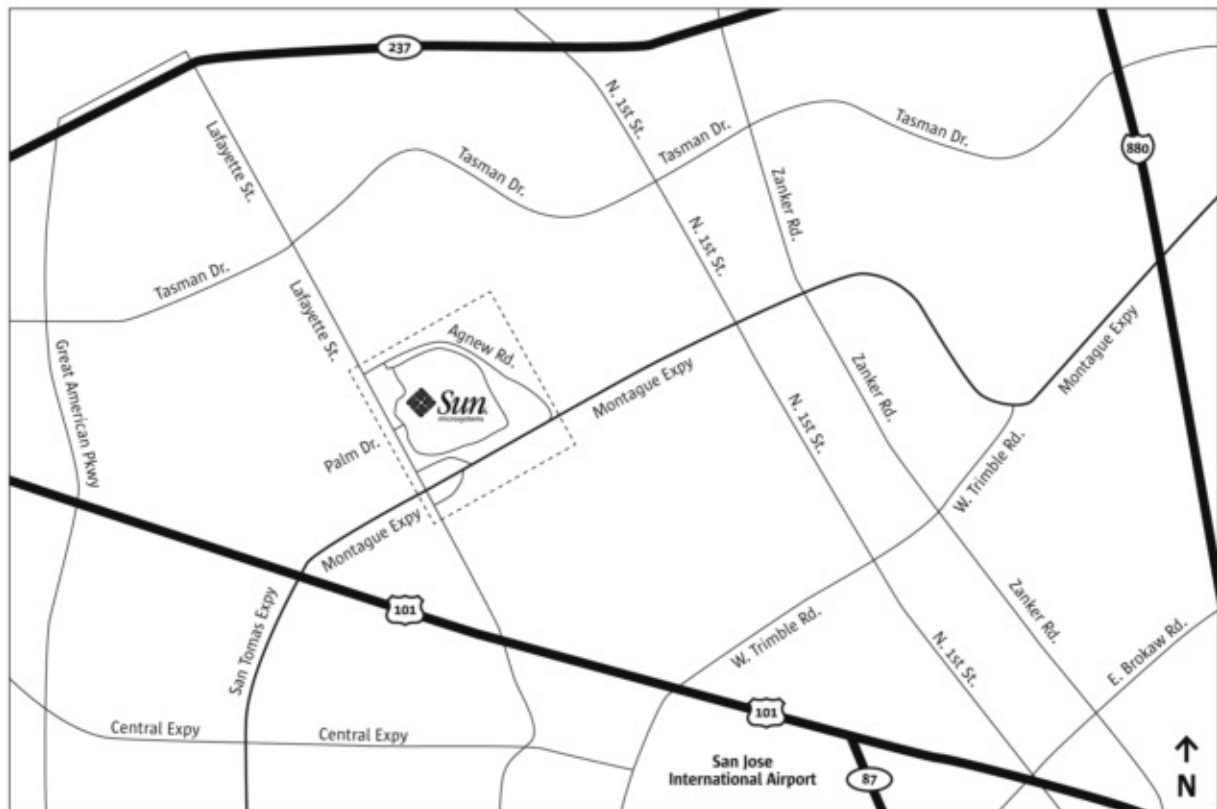 237
N. 1st St.
Lafayette St.
Tasman Dr.
Tasman Dr.
Tasman Dr.
880
Zanker Rd.
N. 1st St.
Tasman Dr.
Lafayette St.
Agnew Rd.
Great American Pkwy
Montague Expy
Sun
microsystems
Montague Expy
Zanker Rd.
N. 1st St.
Palm Dr.
W. Trimble Rd.
Montague Expy
101
San Tomas Expy
W. Trimble Rd.
Zanker Rd.
E. Brokaw Rd.
N. 1st St.
101
Central Expy
Central Expy
San Jose
International Airport
87
N